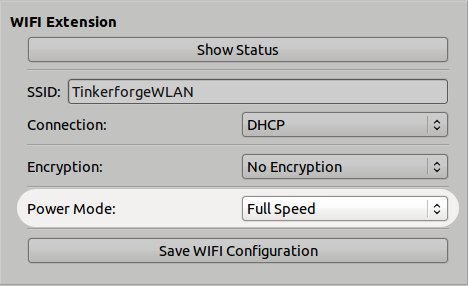 WIFI Extension
Show Status
SSID: TinkerforgeWLAN
Connection: DHCP
Encryption: No Encryption
Power Mode: Full Speed
Save WIFI Configuration